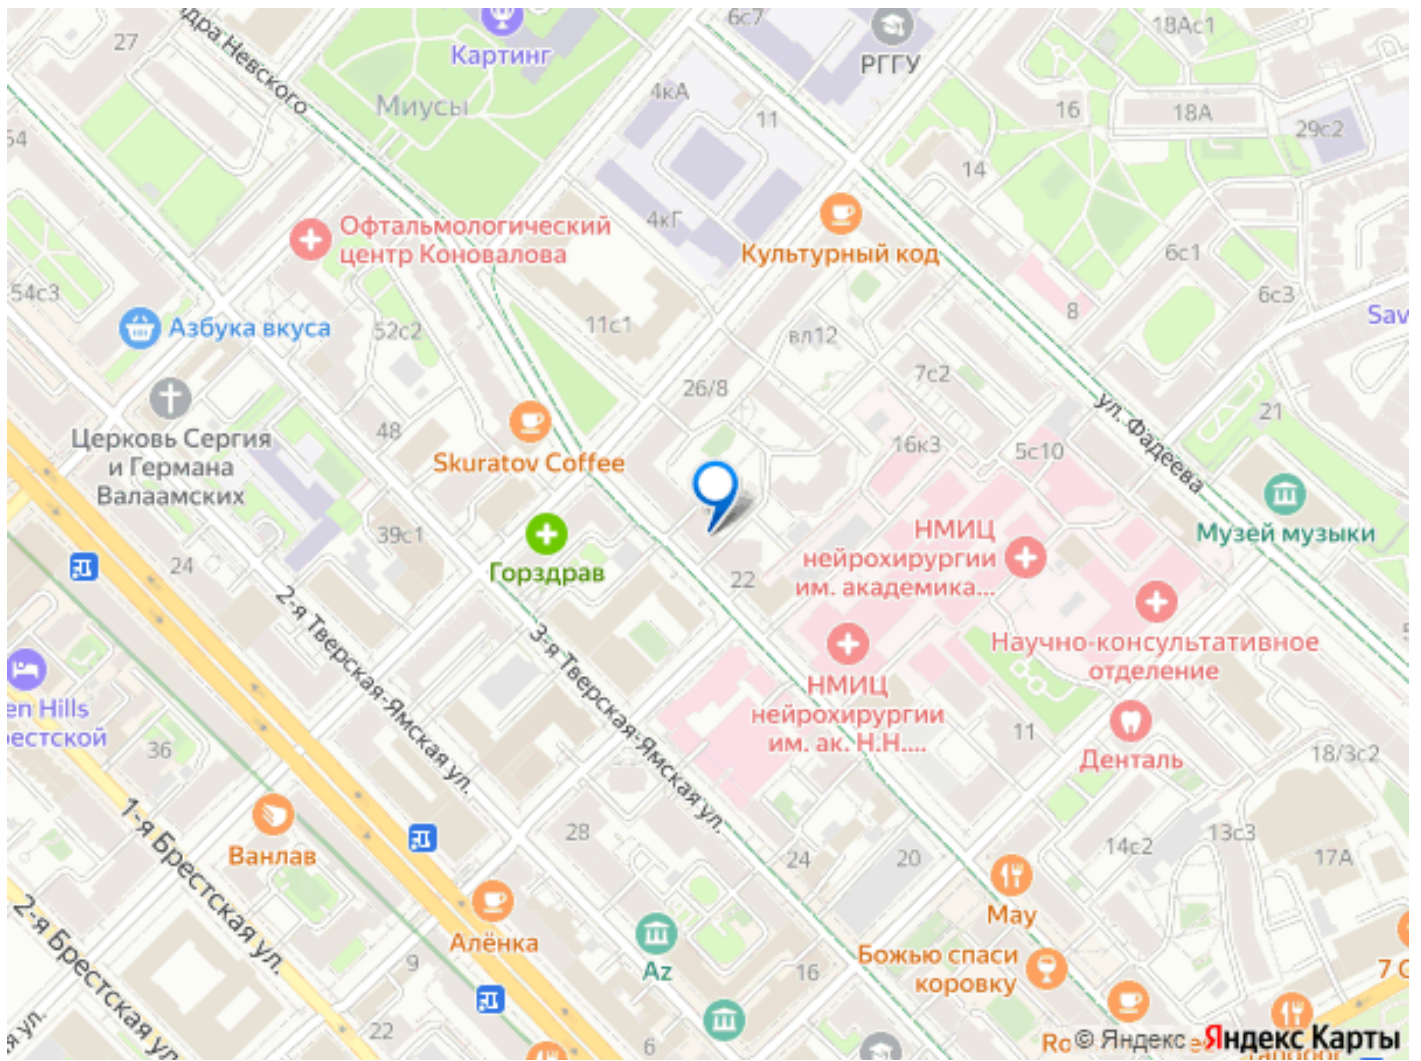 6с7
18Ас1
27
дра Невского
Картинг
РГГУ
4кА
Миусы
11
16
18А
29с2
54
14
4кГ
Офтальмологический
центр Коновалова
Культурный код
6с1
6с3
54с3
8
Sav
Азбука вкуса
52с2
11с1
вл12
7с2
26/8
ул. Фадеева
21
Церковь Сергия
и Германа
Валаамских
48
Skuratov Coffee
16к3
5с10
39с1
24
Горздрав
22
НМИЦ
нейрохирургии
им. академика...
Музей музыки
2-я Тверская-Ямская ул.
3-я Тверская-Ямская ул.
Научно-консультативное
отделение
НМИЦ
нейрохирургии
им. ак. Н.Н....
en Hills
рестской
36
11
Денталь
18/3с2
1-я Брестская ул.
Ванлав
28
24
20
14с2
13с3
17А
2-я Брестская ул.
Алёнка
Мау
9
Az
16
Божью спаси
коровку
7 С
я ул.
22
6
Ro
© Яндекс
Яндекс Карты